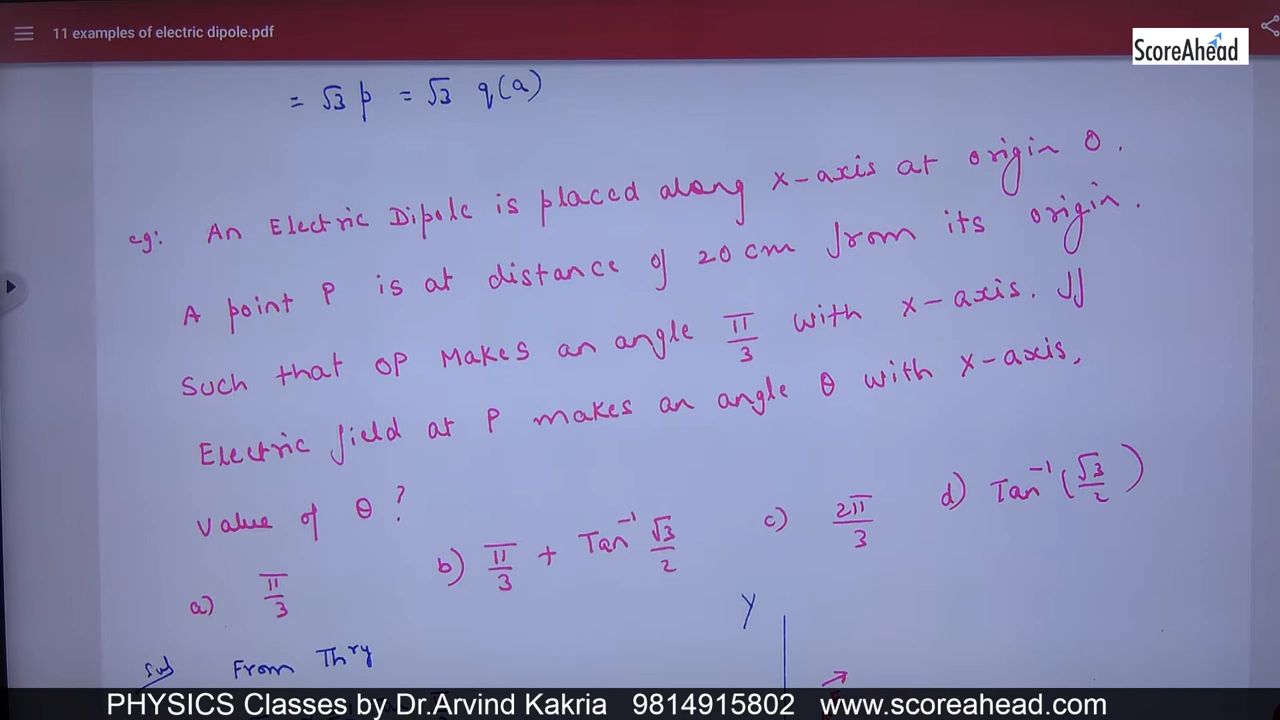 11 examples of electric dipole.pdf
ScoreAhead
= √3 p = √3 q(a)
eg: An Electric Dipole is placed along x-axis at origin O.
A point P is at distance of 20 cm from its origin.
Such that OP Makes an angle π/3 with x-axis. If
Electric field at P makes an angle θ with x-axis,
value of θ ?
a) π/3 b) π/3 + Tan⁻¹ √3/2 c) 2π/3 d) Tan⁻¹(√3/2)
Y
Sol From Thry
PHYSICS Classes by Dr.Arvind Kakria 9814915802 www.scoreahead.com